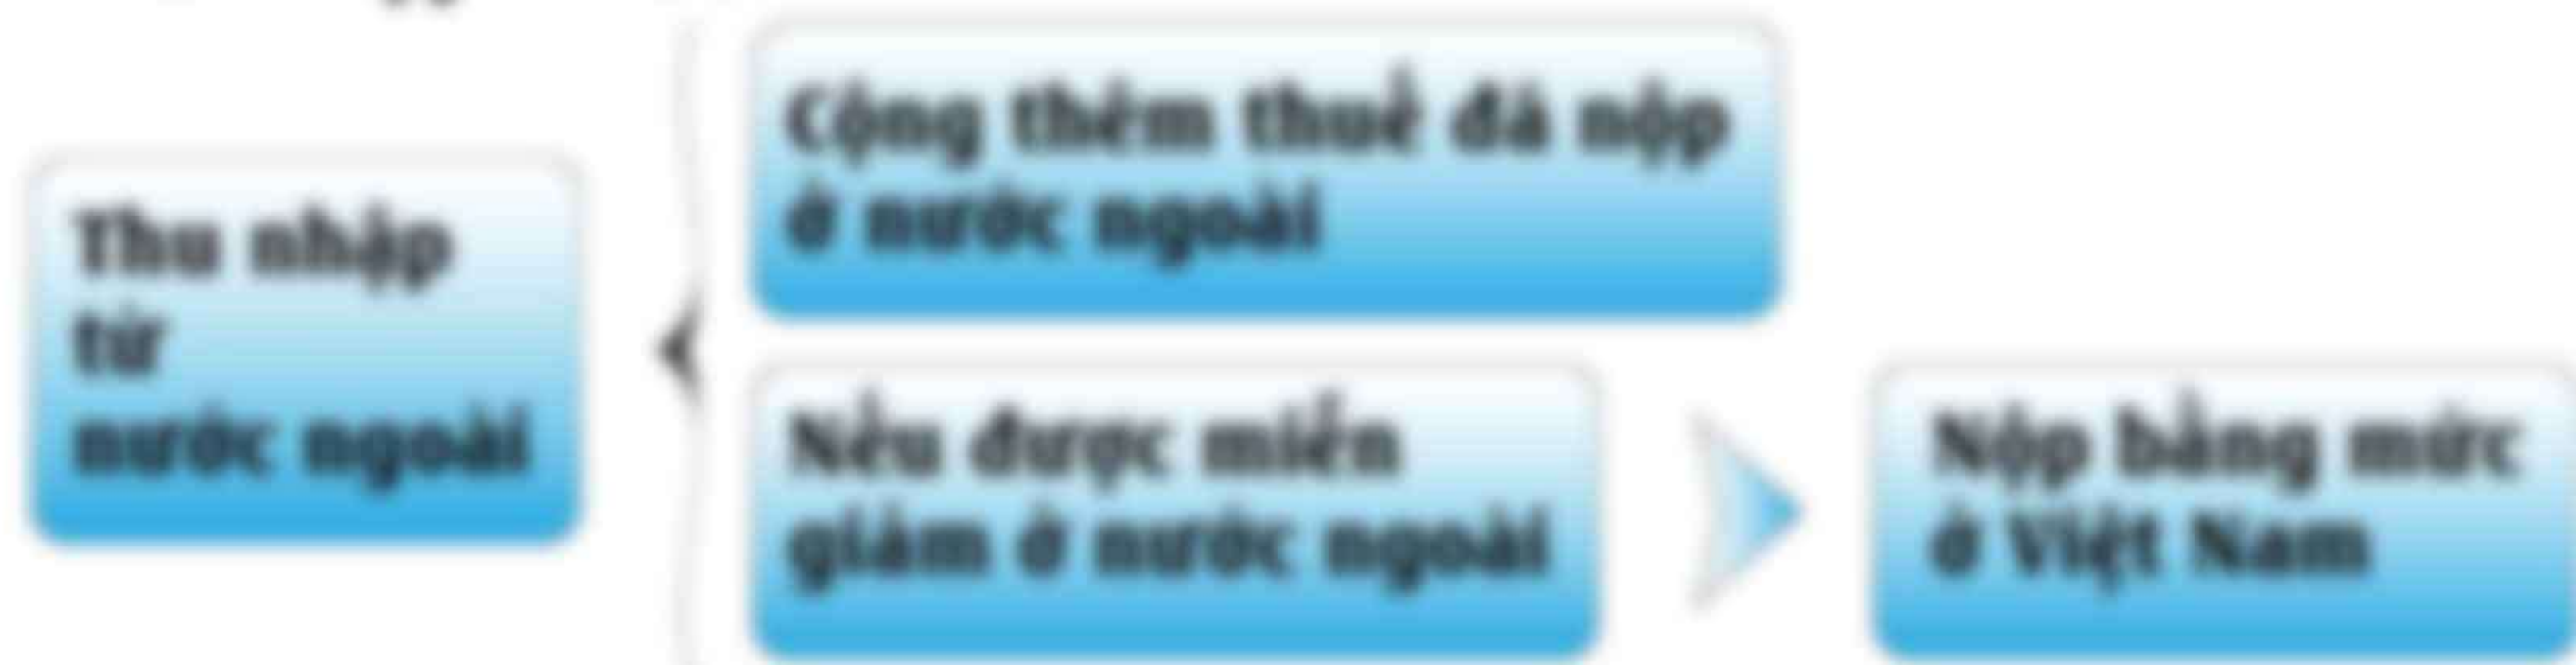 Thu nhập
từ
nước ngoài
Cộng thêm thuế đã nộp
ở nước ngoài
Nếu được miễn
giảm ở nước ngoài
Nộp bằng mức
ở Việt Nam